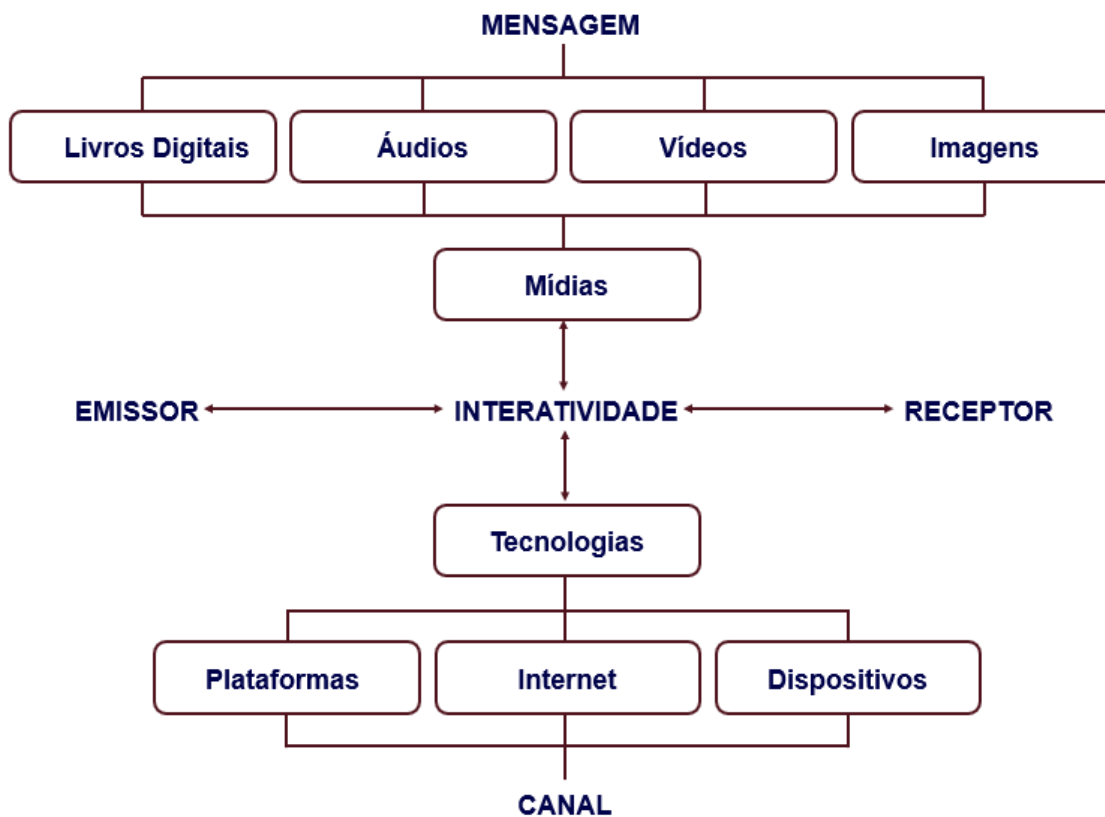 MENSAGEM
Livros Digitais
Áudios
Vídeos
Imagens
Mídias
EMISSOR
INTERATIVIDADE
RECEPTOR
Tecnologias
Plataformas
Internet
Dispositivos
CANAL